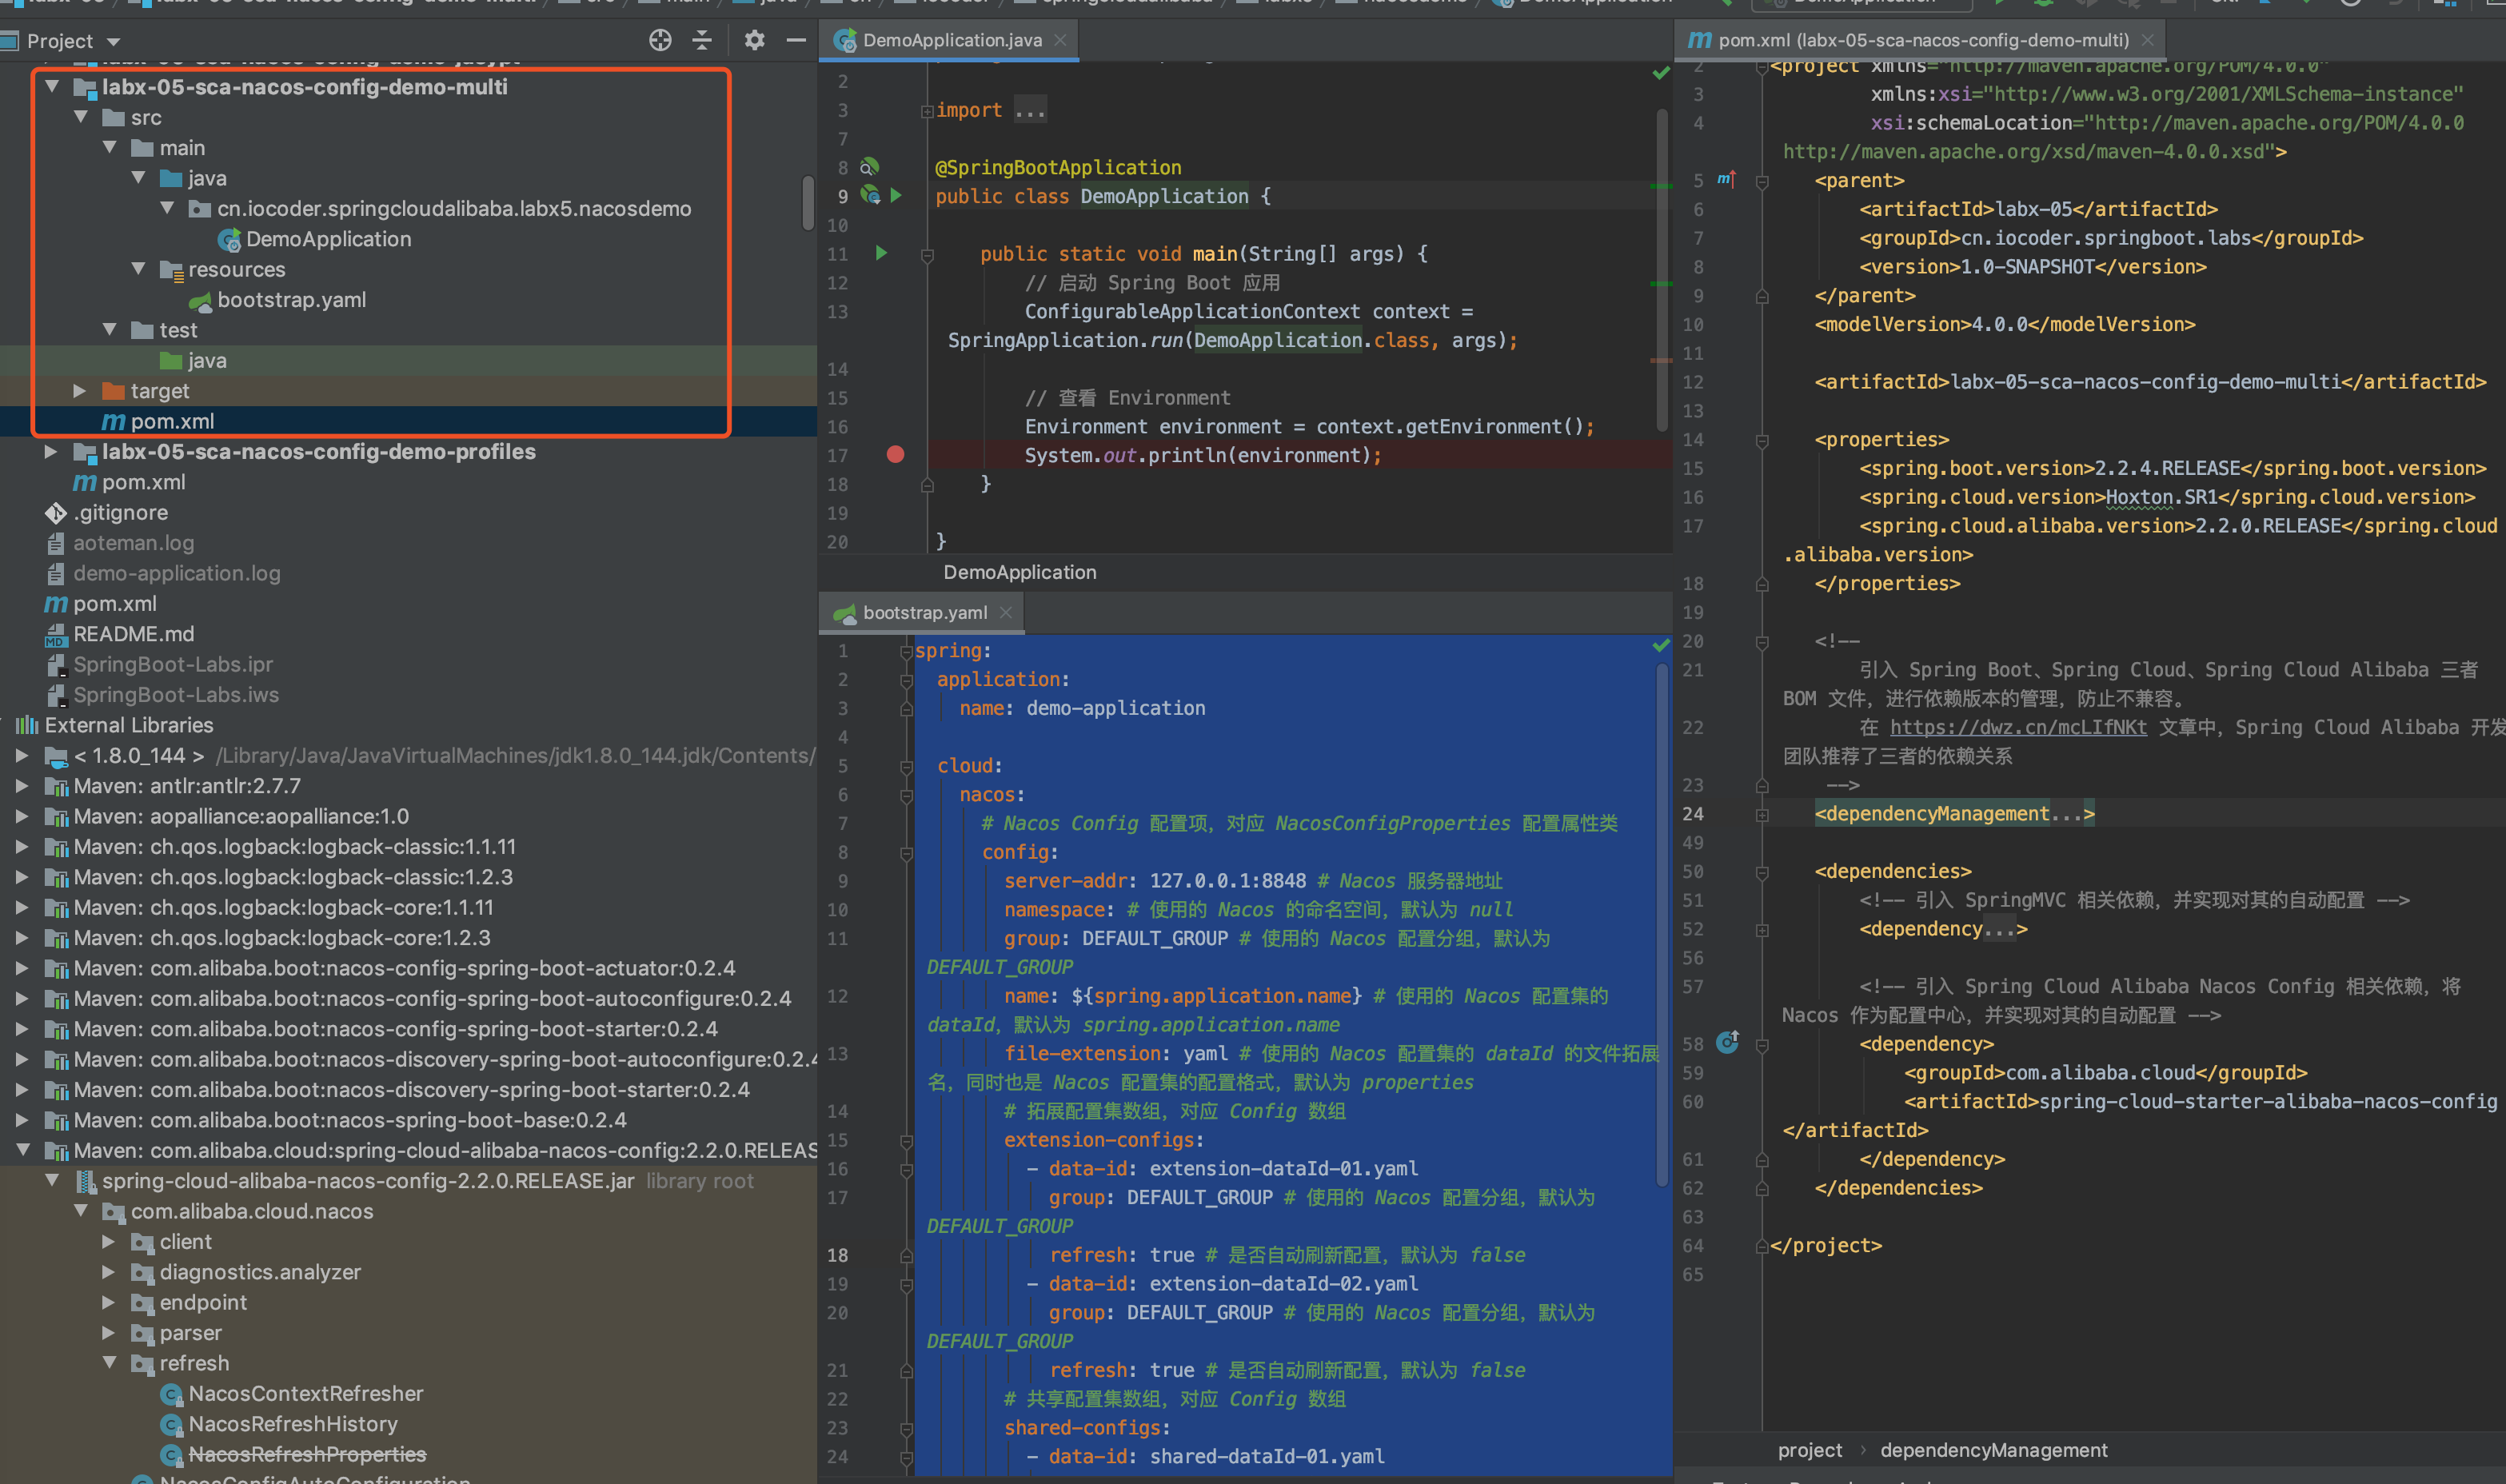 Project
labx-05-sca-nacos-config-demo-multi
src
main
java
cn.iocoder.springcloudalibaba.labx5.nacosdemo
DemoApplication
resources
bootstrap.yaml
test
java
target
pom.xml
labx-05-sca-nacos-config-demo-profiles
pom.xml
.gitignore
aoteman.log
demo-application.log
pom.xml
README.md
SpringBoot-Labs.ipr
SpringBoot-Labs.iws
External Libraries
< 1.8.0_144 > /Library/Java/JavaVirtualMachines/jdk1.8.0_144.jdk/Contents/
Maven: antlr:antlr:2.7.7
Maven: aopalliance:aopalliance:1.0
Maven: ch.qos.logback:logback-classic:1.1.11
Maven: ch.qos.logback:logback-classic:1.2.3
Maven: ch.qos.logback:logback-core:1.1.11
Maven: ch.qos.logback:logback-core:1.2.3
Maven: com.alibaba.boot:nacos-config-spring-boot-actuator:0.2.4
Maven: com.alibaba.boot:nacos-config-spring-boot-autoconfigure:0.2.4
Maven: com.alibaba.boot:nacos-config-spring-boot-starter:0.2.4
Maven: com.alibaba.boot:nacos-discovery-spring-boot-autoconfigure:0.2.4
Maven: com.alibaba.boot:nacos-discovery-spring-boot-starter:0.2.4
Maven: com.alibaba.boot:nacos-spring-boot-base:0.2.4
Maven: com.alibaba.cloud:spring-cloud-alibaba-nacos-config:2.2.0.RELEAS
spring-cloud-alibaba-nacos-config-2.2.0.RELEASE.jar library root
com.alibaba.cloud.nacos
client
diagnostics.analyzer
endpoint
parser
refresh
NacosContextRefresher
NacosRefreshHistory
NacosRefreshProperties
NacosConfigAutoConfiguration
DemoApplication.java
2
3 import ...
7
8 @SpringBootApplication
9 public class DemoApplication {
10
11 public static void main(String[] args) {
12 // 启动 Spring Boot 应用
13 ConfigurableApplicationContext context =
SpringApplication.run(DemoApplication.class, args);
14
15 // 查看 Environment
16 Environment environment = context.getEnvironment();
17 System.out.println(environment);
18 }
19
20 }
DemoApplication
bootstrap.yaml
1 spring:
2 application:
3 name: demo-application
4
5 cloud:
6 nacos:
7 # Nacos Config 配置项，对应 NacosConfigProperties 配置属性类
8 config:
9 server-addr: 127.0.0.1:8848 # Nacos 服务器地址
10 namespace: # 使用的 Nacos 的命名空间，默认为 null
11 group: DEFAULT_GROUP # 使用的 Nacos 配置分组，默认为
DEFAULT_GROUP
12 name: ${spring.application.name} # 使用的 Nacos 配置集的
dataId，默认为 spring.application.name
13 file-extension: yaml # 使用的 Nacos 配置集的 dataId 的文件拓展
名，同时也是 Nacos 配置集的配置格式，默认为 properties
14 # 拓展配置集数组，对应 Config 数组
15 extension-configs:
16 - data-id: extension-dataId-01.yaml
17 group: DEFAULT_GROUP # 使用的 Nacos 配置分组，默认为
DEFAULT_GROUP
18 refresh: true # 是否自动刷新配置，默认为 false
19 - data-id: extension-dataId-02.yaml
20 group: DEFAULT_GROUP # 使用的 Nacos 配置分组，默认为
DEFAULT_GROUP
21 refresh: true # 是否自动刷新配置，默认为 false
22 # 共享配置集数组，对应 Config 数组
23 shared-configs:
24 - data-id: shared-dataId-01.yaml
pom.xml (labx-05-sca-nacos-config-demo-multi)
2 <project xmlns="http://maven.apache.org/POM/4.0.0"
3 xmlns:xsi="http://www.w3.org/2001/XMLSchema-instance"
4 xsi:schemaLocation="http://maven.apache.org/POM/4.0.0
http://maven.apache.org/xsd/maven-4.0.0.xsd">
5 <parent>
6 <artifactId>labx-05</artifactId>
7 <groupId>cn.iocoder.springboot.labs</groupId>
8 <version>1.0-SNAPSHOT</version>
9 </parent>
10 <modelVersion>4.0.0</modelVersion>
11
12 <artifactId>labx-05-sca-nacos-config-demo-multi</artifactId>
13
14 <properties>
15 <spring.boot.version>2.2.4.RELEASE</spring.boot.version>
16 <spring.cloud.version>Hoxton.SR1</spring.cloud.version>
17 <spring.cloud.alibaba.version>2.2.0.RELEASE</spring.cloud
.alibaba.version>
18 </properties>
19
20 <!--
21 引入 Spring Boot、Spring Cloud、Spring Cloud Alibaba 三者
BOM 文件，进行依赖版本的管理，防止不兼容。
22 在 https://dwz.cn/mcLIfNKt 文章中，Spring Cloud Alibaba 开发
团队推荐了三者的依赖关系
23 -->
24 <dependencyManagement...>
49
50 <dependencies>
51 <!-- 引入 SpringMVC 相关依赖，并实现对其的自动配置 -->
52 <dependency...>
56
57 <!-- 引入 Spring Cloud Alibaba Nacos Config 相关依赖，将
Nacos 作为配置中心，并实现对其的自动配置 -->
58 <dependency>
59 <groupId>com.alibaba.cloud</groupId>
60 <artifactId>spring-cloud-starter-alibaba-nacos-config
</artifactId>
61 </dependency>
62 </dependencies>
63
64 </project>
65
project › dependencyManagement